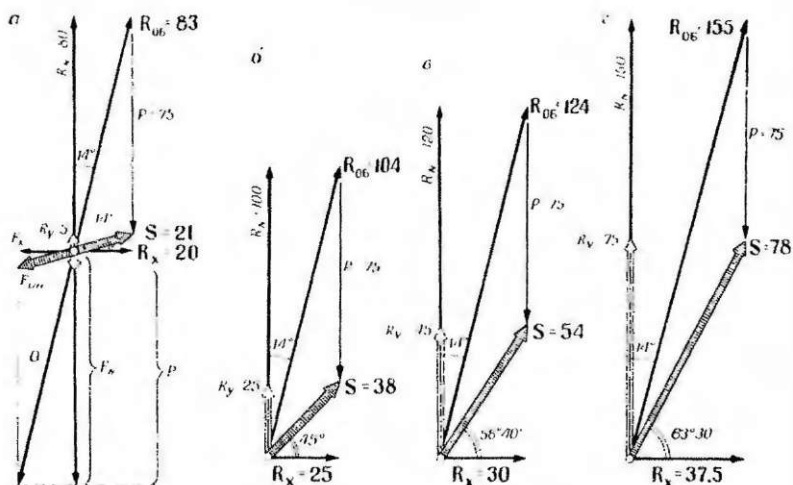 а
R_об = 83
R_N 80
P=75
14°
14°
R_y 5
S=21
F_x
R_x = 20
F_ин
Q
F_N
P
б
R_об 104
R_N 100
P=75
14°
R_y 25
S=38
45°
R_x = 25
в
R_об 124
R_N 120
P 75
R_y 45
14°
S=54
56°40'
R_x = 30
г
R_об 155
R_N 150
P=75
R_y 75
S=78
14°
63°30'
R_x = 37.5